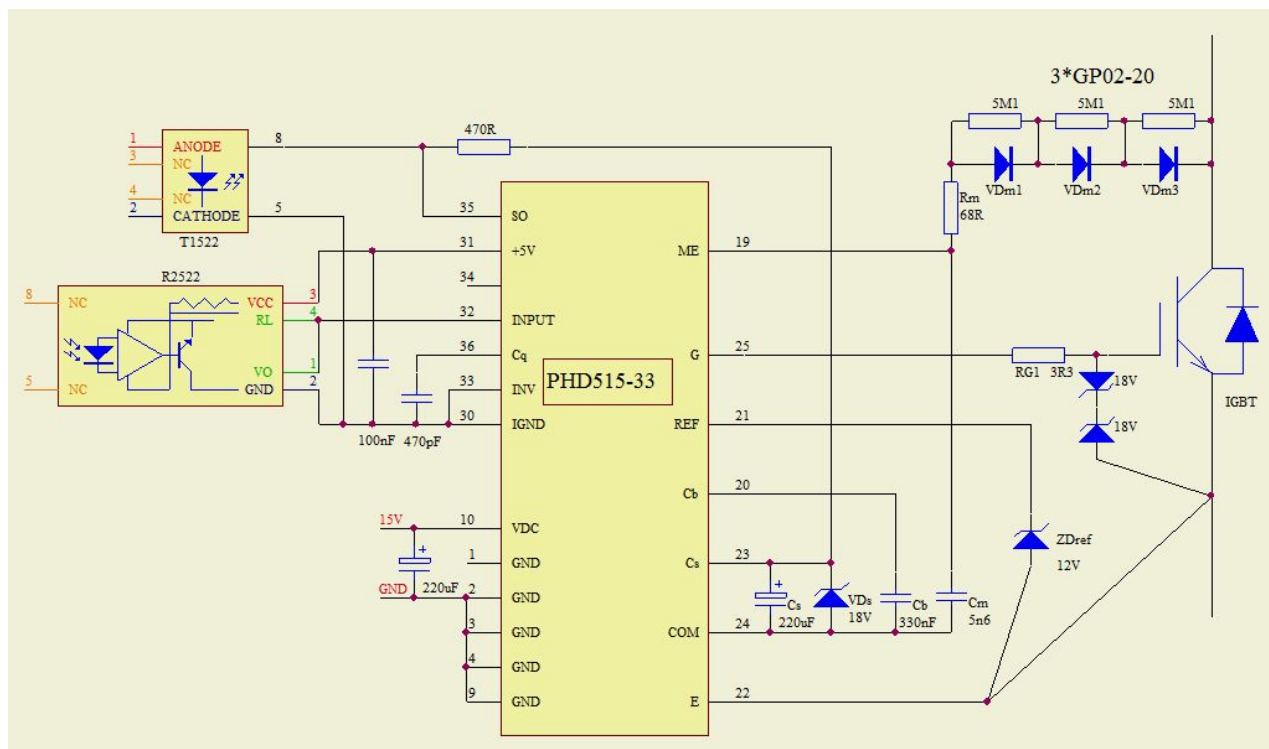 3*GP02-20
5M1 5M1 5M1
VDm1 VDm2 VDm3
Rm
68R
470R
1 ANODE 8
3 NC
4 NC
2 CATHODE 5
T1522
R2522
8 NC VCC 3
RL 4
VO 1
5 NC GND 2
100nF 470pF
35 SO
31 +5V
34
32 INPUT
36 Cq
33 INV
30 IGND
PHD515-33
15V 10 VDC
1 GND
220uF
GND 2 GND
3 GND
4 GND
9 GND
ME 19
G 25
REF 21
Cb 20
Cs 23
COM 24
E 22
RG1 3R3
18V
18V
IGBT
ZDref
12V
Cs
220uF
VDs
18V
Cb
330nF
Cm
5n6